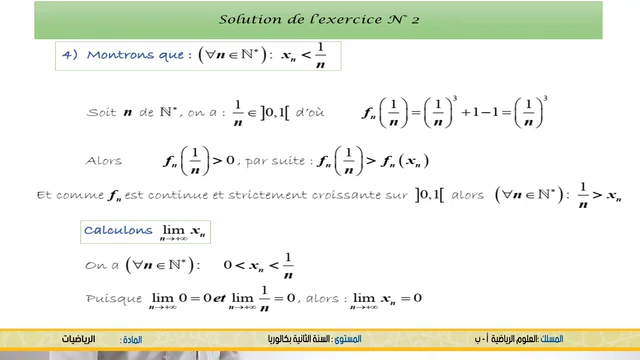 Solution de l'exercice N 2
4) Montrons que : (∀n ∈ ℕ*) : xₙ < 1/n
Soit n de ℕ*, on a : 1/n ∈ ]0,1[ d'où fₙ(1/n) = (1/n)³ + 1 − 1 = (1/n)³
Alors fₙ(1/n) > 0, par suite : fₙ(1/n) > fₙ(xₙ)
Et comme fₙ est continue et strictement croissante sur ]0,1[ alors (∀n ∈ ℕ*) : 1/n > xₙ
Calculons lim xₙ n→+∞
On a (∀n ∈ ℕ*) : 0 < xₙ < 1/n
Puisque lim 0 = 0 n→+∞ et lim 1/n = 0 n→+∞, alors : lim xₙ = 0 n→+∞
المسلك :العلوم الرياضية أ - ب المستوى : السنة الثانية بكالوريا المادة : الرياضيات